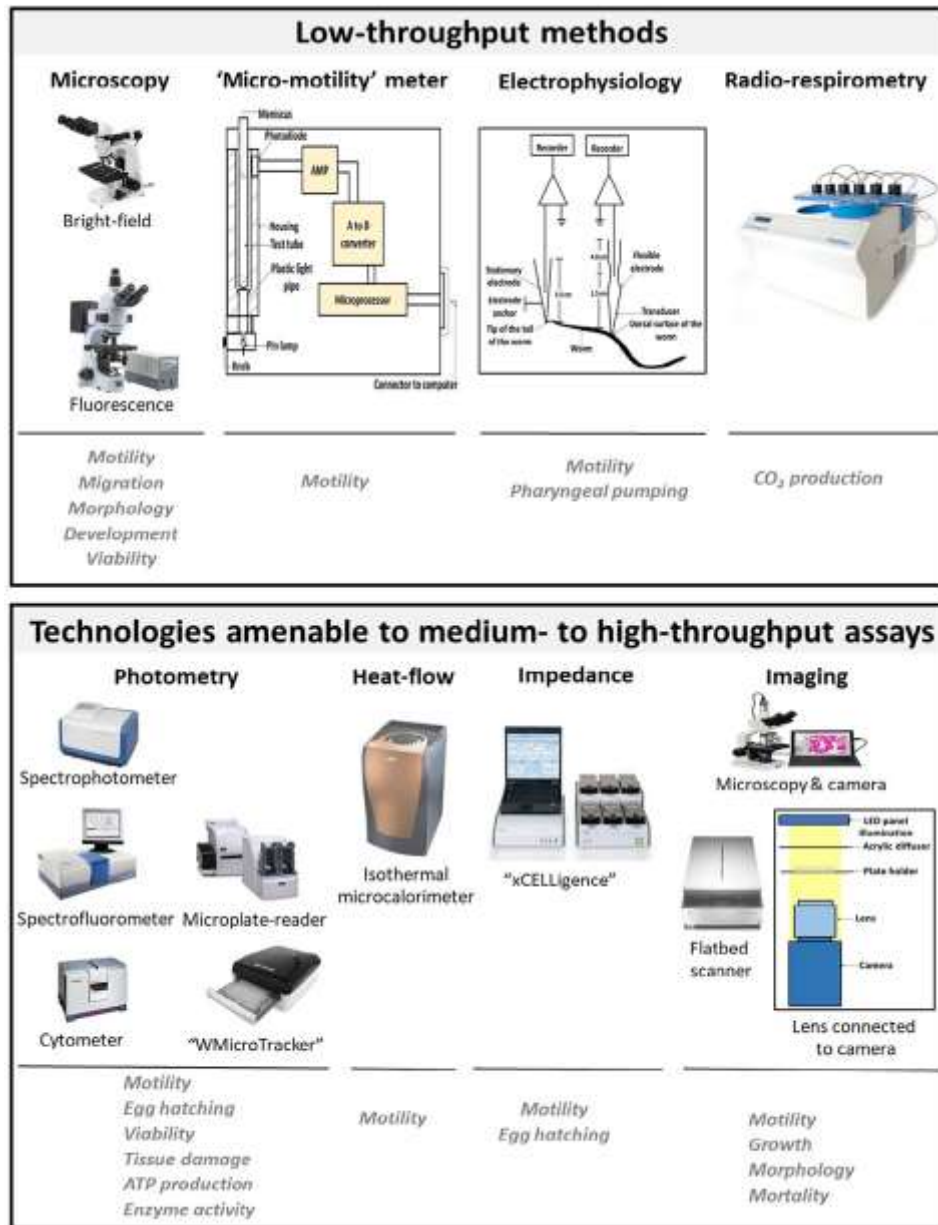 Low-throughput methods
Microscopy
Bright-field
Fluorescence
'Micro-motility' meter
Meniscus
Photodiode
AMP
A to D
converter
Housing
Test tube
Plastic light
pipe
Microprocessor
Pin lamp
Knob
Connector to computer
Electrophysiology
Recorder
Recorder
Stationary
electrode
Flexible
electrode
Electrode
anchor
Transducer
Tip of the tail
of the worm
Dorsal surface of the
worm
Worm
Radio-respirometry
Motility
Migration
Morphology
Development
Viability
Motility
Motility
Pharyngeal pumping
CO₂ production
Technologies amenable to medium- to high-throughput assays
Photometry
Spectrophotometer
Spectrofluorometer
Microplate-reader
Cytometer
"WMicroTracker"
Heat-flow
Isothermal
microcalorimeter
Impedance
"xCELLigence"
Imaging
Microscopy & camera
Flatbed
scanner
LED panel
illumination
Acrylic diffuser
Plate holder
Lens
Camera
Lens connected
to camera
Motility
Egg hatching
Viability
Tissue damage
ATP production
Enzyme activity
Motility
Motility
Egg hatching
Motility
Growth
Morphology
Mortality